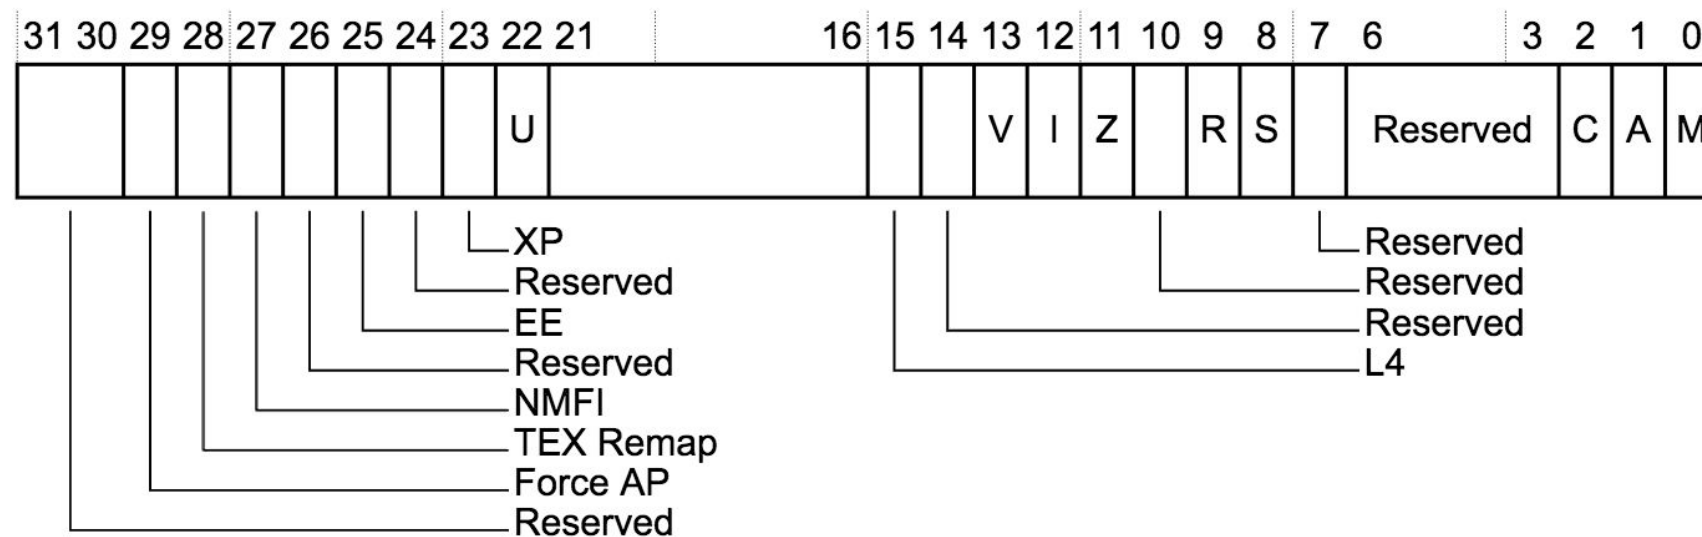 31 30 29 28 27 26 25 24 23 22 21 16 15 14 13 12 11 10 9 8 7 6 3 2 1 0
U V I Z R S Reserved C A M
XP Reserved
Reserved Reserved
EE Reserved
Reserved L4
NMFI
TEX Remap
Force AP
Reserved